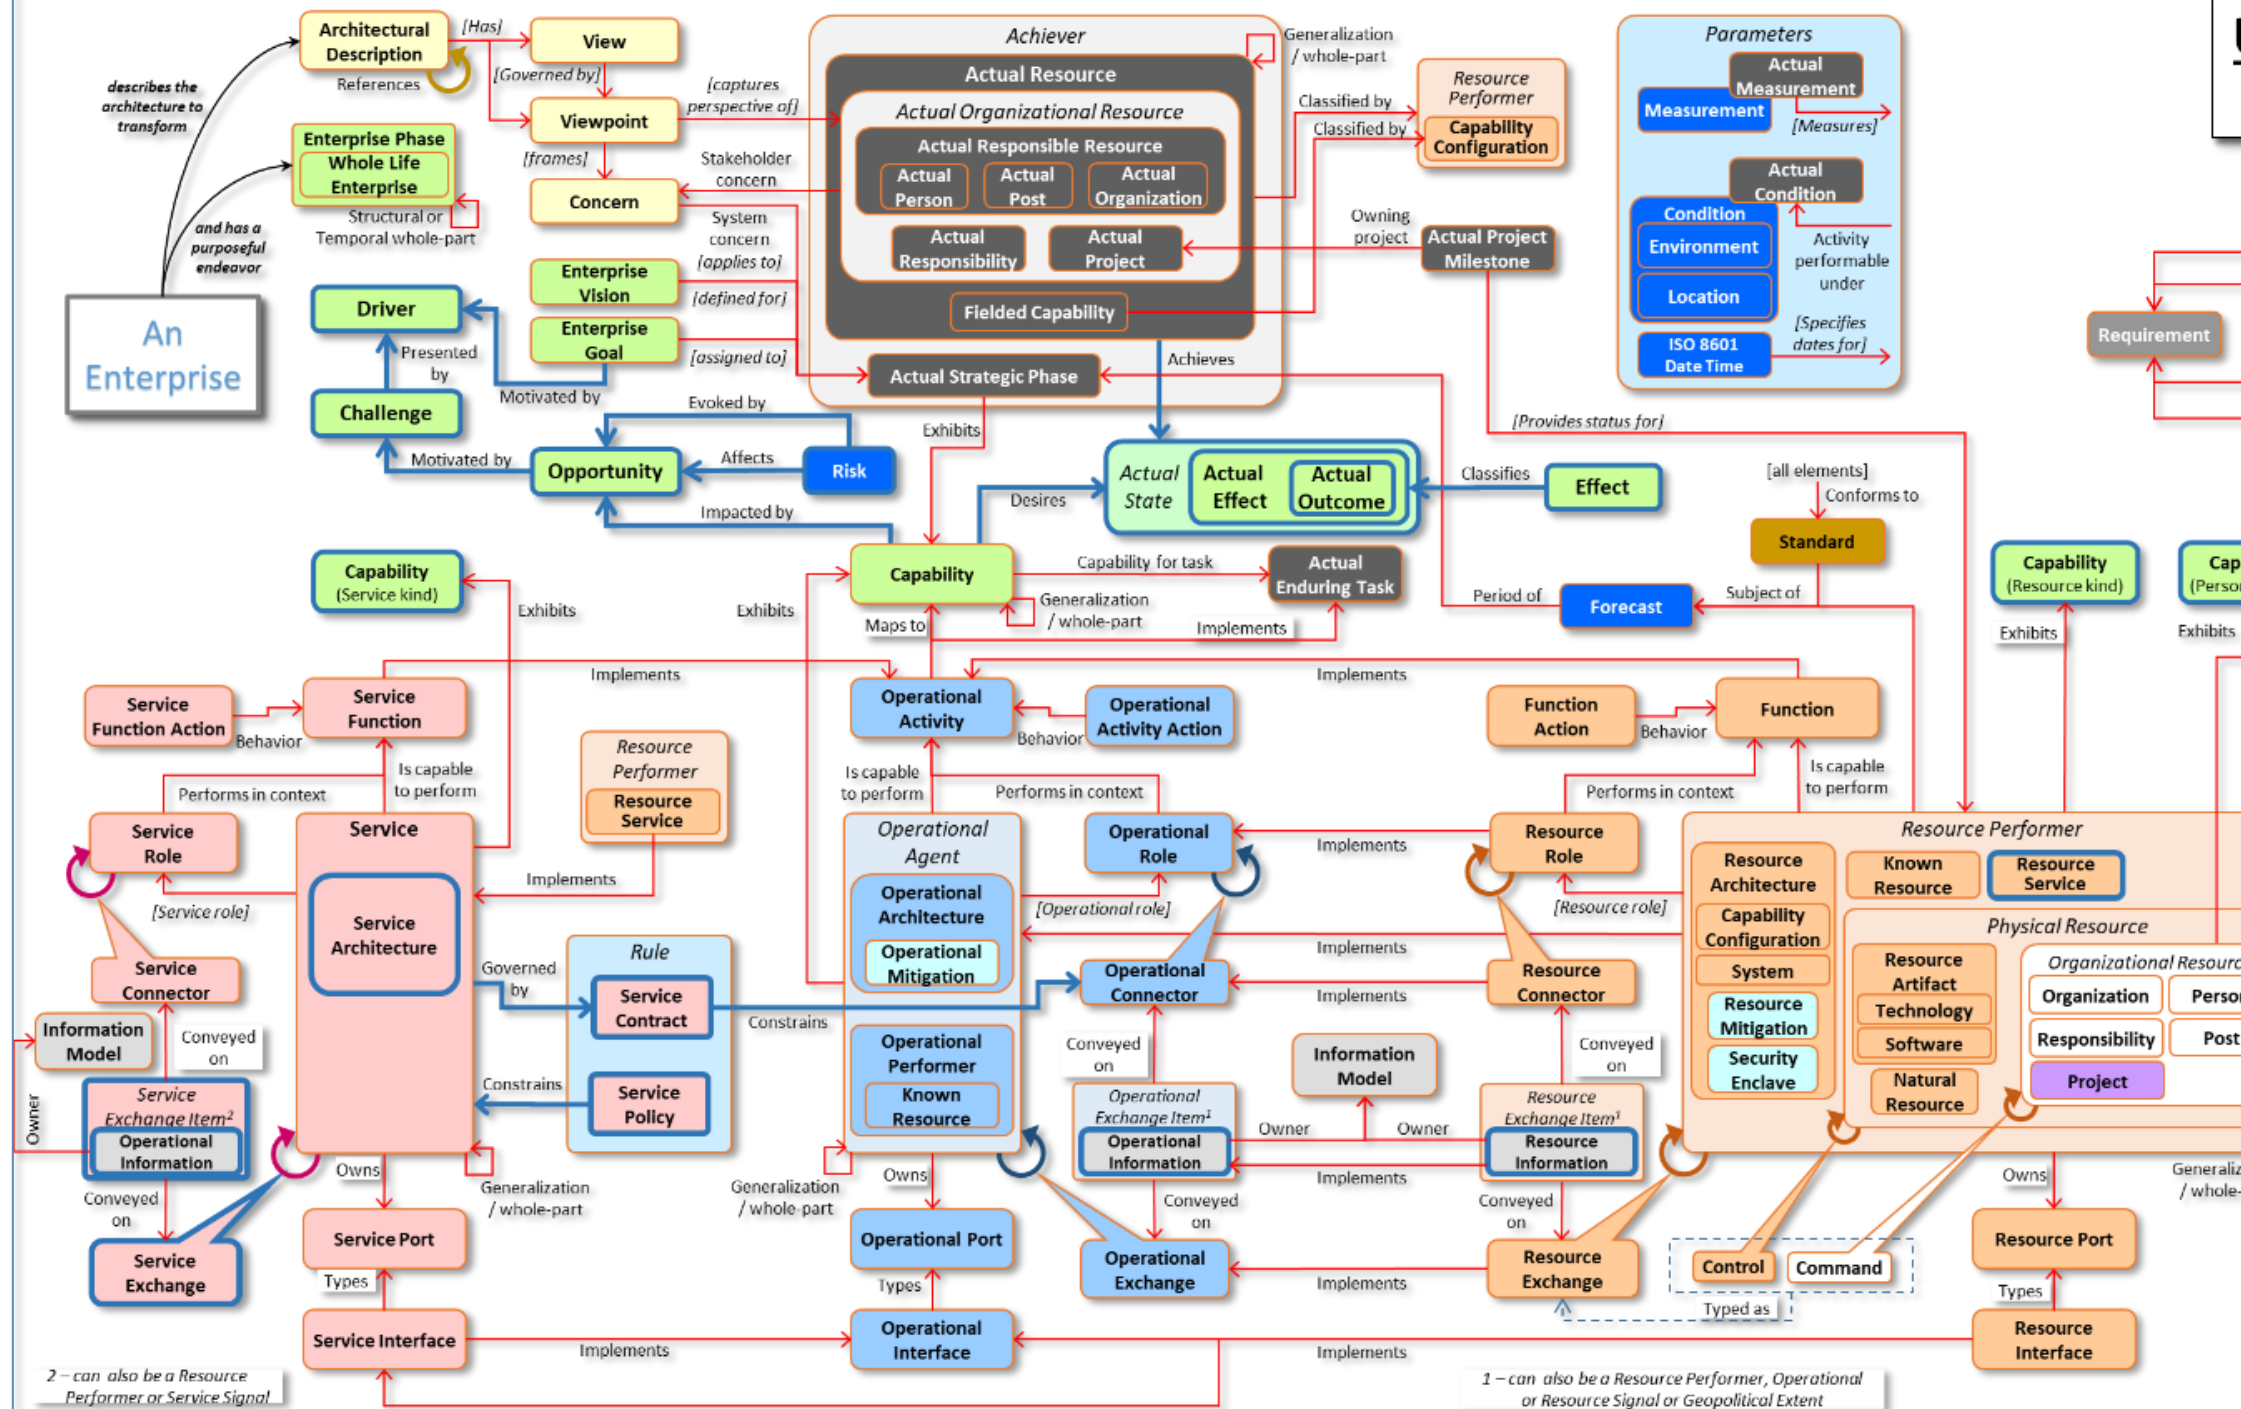 Architectural
Description
References
[Has]
View
[Governed by]
Viewpoint
[frames]
Concern
[captures
perspective of]
Stakeholder
concern
System
concern
[applies to]
describes the
architecture to
transform
Enterprise Phase
Whole Life
Enterprise
Structural or
Temporal whole-part
and has a
purposeful
endeavor
An
Enterprise
Enterprise
Vision
[defined for]
Enterprise
Goal
[assigned to]
Driver
Presented
by
Motivated by
Challenge
Motivated by
Opportunity
Evoked by
Affects
Risk
Impacted by
Achiever
Actual Resource
Actual Organizational Resource
Actual Responsible Resource
Actual
Person
Actual
Post
Actual
Organization
Actual
Responsibility
Actual
Project
Fielded Capability
Actual Strategic Phase
Generalization
/ whole-part
Classified by
Classified by
Resource
Performer
Capability
Configuration
Owning
project
Actual Project
Milestone
Achieves
Exhibits
Desires
Actual
State
Actual
Effect
Actual
Outcome
Classifies
Effect
[Provides status for]
Parameters
Actual
Measurement
Measurement
[Measures]
Actual
Condition
Condition
Environment
Location
Activity
performable
under
ISO 8601
Date Time
[Specifies
dates for]
Requirement
[all elements]
Conforms to
Standard
Subject of
Forecast
Period of
Capability
(Resource kind)
Exhibits
Exhibits
Capability
(Service kind)
Exhibits
Exhibits
Capability
Capability for task
Actual
Enduring Task
Generalization
/ whole-part
Maps to
Implements
Implements
Implements
Service
Function Action
Behavior
Service
Function
Performs in context
Is capable
to perform
Operational
Activity
Operational
Activity Action
Behavior
Is capable
to perform
Performs in context
Function
Action
Behavior
Function
Performs in context
Is capable
to perform
Resource
Performer
Resource
Service
Implements
Service
Role
[Service role]
Service
Service
Architecture
Service
Connector
Information
Model
Conveyed
on
Owner
Service
Exchange Item²
Operational
Information
Conveyed
on
Service
Exchange
Governed
by
Rule
Service
Contract
Constrains
Constrains
Service
Policy
Owns
Generalization
/ whole-part
Service Port
Types
Service Interface
Implements
Operational
Agent
Operational
Architecture
Operational
Mitigation
Operational
Performer
Known
Resource
Generalization
/ whole-part
Owns
Operational Port
Types
Operational
Interface
Operational
Role
[Operational role]
Implements
Resource
Role
[Resource role]
Implements
Operational
Connector
Implements
Resource
Connector
Conveyed
on
Information
Model
Conveyed
on
Operational
Exchange Item¹
Operational
Information
Owner
Owner
Implements
Resource
Exchange Item¹
Resource
Information
Conveyed
on
Conveyed
on
Operational
Exchange
Implements
Resource
Exchange
Implements
Resource Performer
Resource
Architecture
Capability
Configuration
System
Resource
Mitigation
Security
Enclave
Known
Resource
Resource
Service
Physical Resource
Resource
Artifact
Technology
Software
Natural
Resource
Organization
Responsibility
Post
Project
Control
Command
Typed as
Owns
Resource Port
Types
Resource
Interface
2 – can also be a Resource
Performer or Service Signal
1 – can also be a Resource Performer, Operational
or Resource Signal or Geopolitical Extent